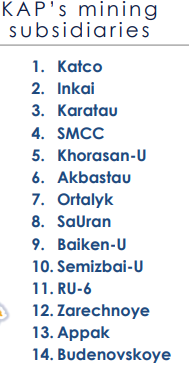 KAP’s mining
subsidiaries
1. Katco
2. Inkai
3. Karatau
4. SMCC
5. Khorasan-U
6. Akbastau
7. Ortalyk
8. SaUran
9. Baiken-U
10. Semizbai-U
11. RU-6
12. Zarechnoye
13. Appak
14. Budenovskoye